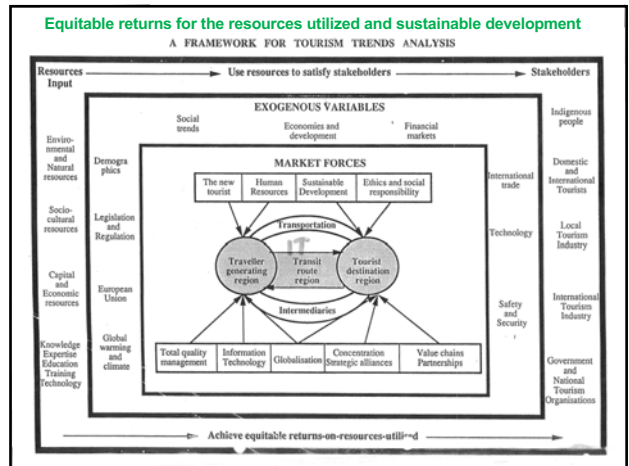 Equitable returns for the resources utilized and sustainable development
A FRAMEWORK FOR TOURISM TRENDS ANALYSIS
Resources
Input
Use resources to satisfy stakeholders
Stakeholders
EXOGENOUS VARIABLES
Social
trends
Economies and
development
Financial
markets
Enviro-
nmental
and
Natural
resources
Socio-
cultural
resources
Capital
and
Economic
resources
Knowledge
Expertise
Education
Training
Technology
Demogra
phics
Legislation
and
Regulation
European
Union
Global
warming
and
climate
MARKET FORCES
The new
tourist
Human
Resources
Sustainable
Development
Ethics and social
responsibility
Transportation
IT
Traveller
generating
region
Transit
route
region
Tourist
destination
region
Intermediaries
Total quality
management
Information
Technology
Globalisation
Concentration
Strategic alliances
Value chains
Partnerships
International
trade
Technology
Safety
and
Security
Indigenous
people
Domestic
and
International
Tourists
Local
Tourism
Industry
International
Tourism
Industry
Government
and
National
Tourism
Organisations
Achieve equitable returns-on-resources-utilized